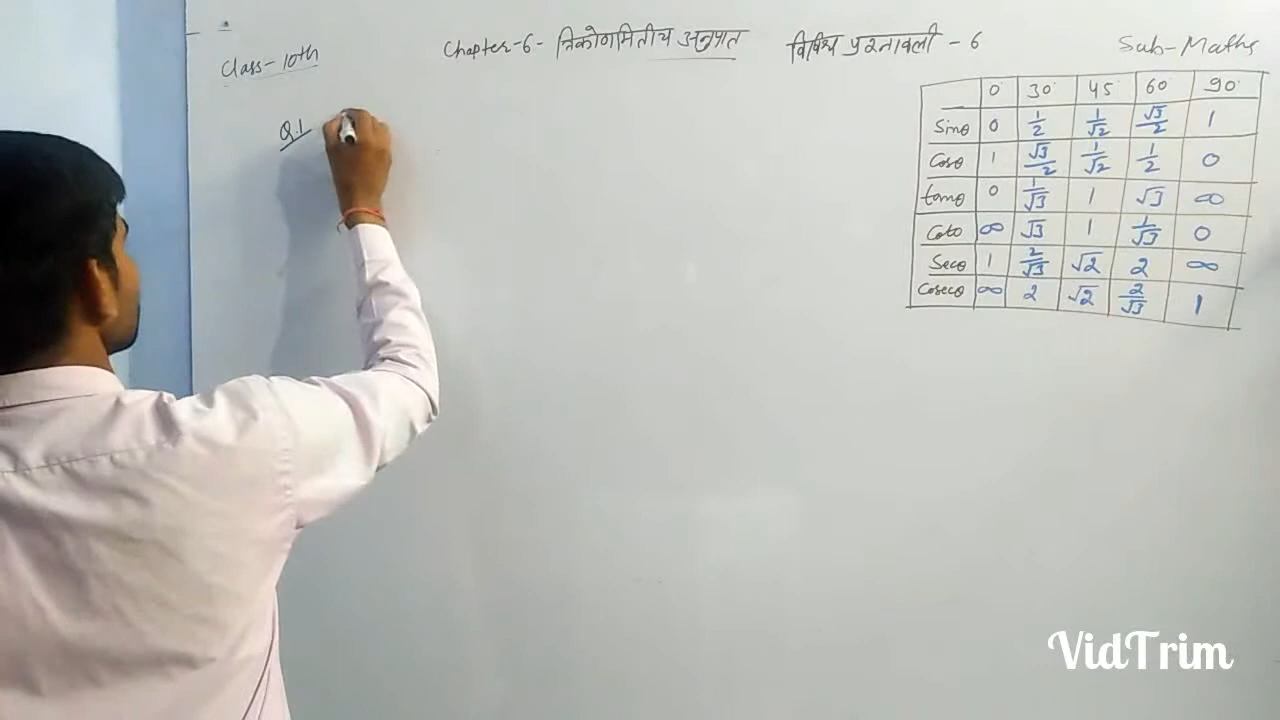 Class-10th Chapter-6- त्रिकोणमितीय अनुपात विविध प्रश्नावली - 6 Sub-Maths
Q.1
0° 30° 45° 60° 90°
Sinθ 0 1/2 1/√2 √3/2 1
Cosθ 1 √3/2 1/√2 1/2 0
tanθ 0 1/√3 1 √3 ∞
Cotθ ∞ √3 1 1/√3 0
Secθ 1 2/√3 √2 2 ∞
Cosecθ ∞ 2 √2 2/√3 1
VidTrim